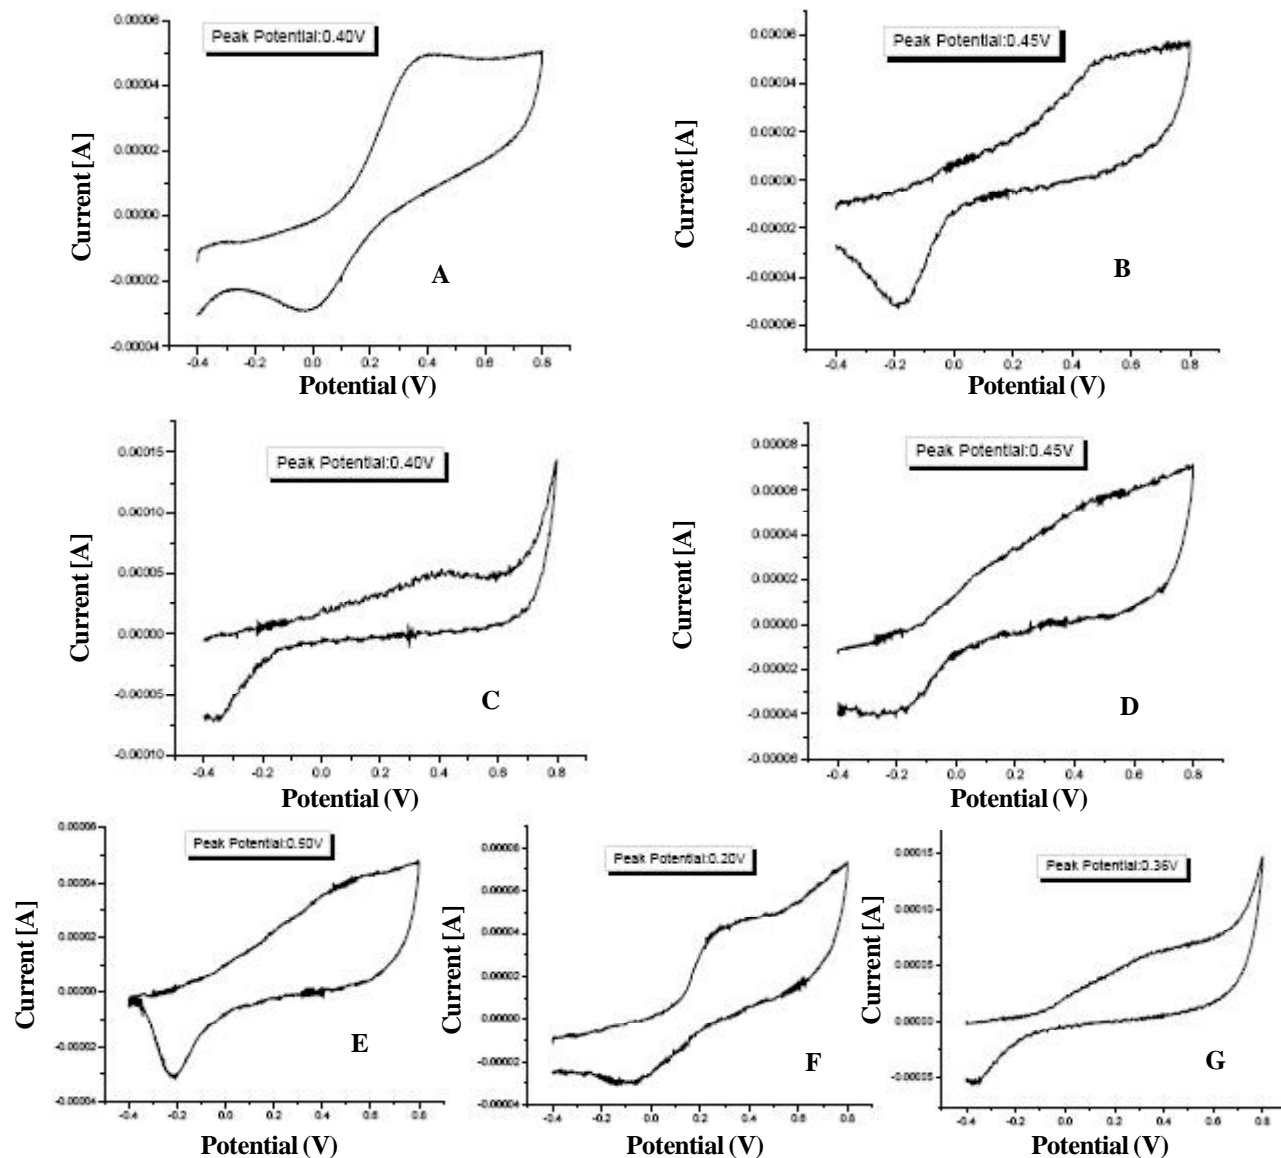 Peak Potential:0.40V
0.00006
0.00004
0.00002
0.00000
-0.00002
-0.00004
Current [A]
A
-0.4 -0.2 0.0 0.2 0.4 0.6 0.8
Potential (V)
Peak Potential:0.45V
0.00006
0.00004
0.00002
0.00000
-0.00002
-0.00004
-0.00006
Current [A]
B
-0.4 -0.2 0.0 0.2 0.4 0.6 0.8
Potential (V)
Peak Potential:0.40V
0.00015
0.00010
0.00005
0.00000
-0.00005
-0.00010
Current [A]
C
-0.4 -0.2 0.0 0.2 0.4 0.6 0.8
Potential (V)
Peak Potential:0.45V
0.00008
0.00006
0.00004
0.00002
0.00000
-0.00002
-0.00004
-0.00006
Current [A]
D
-0.4 -0.2 0.0 0.2 0.4 0.6 0.8
Potential (V)
Peak Potential:0.50V
0.00006
0.00004
0.00002
0.00000
-0.00002
-0.00004
Current [A]
E
-0.4 -0.2 0.0 0.2 0.4 0.6 0.8
Potential (V)
Peak Potential:0.20V
0.00008
0.00006
0.00004
0.00002
0.00000
-0.00002
-0.00004
Current [A]
F
-0.4 -0.2 0.0 0.2 0.4 0.6 0.8
Potential (V)
Peak Potential:0.36V
0.00015
0.00010
0.00005
0.00000
-0.00005
Current [A]
G
-0.4 -0.2 0.0 0.2 0.4 0.6 0.8
Potential (V)